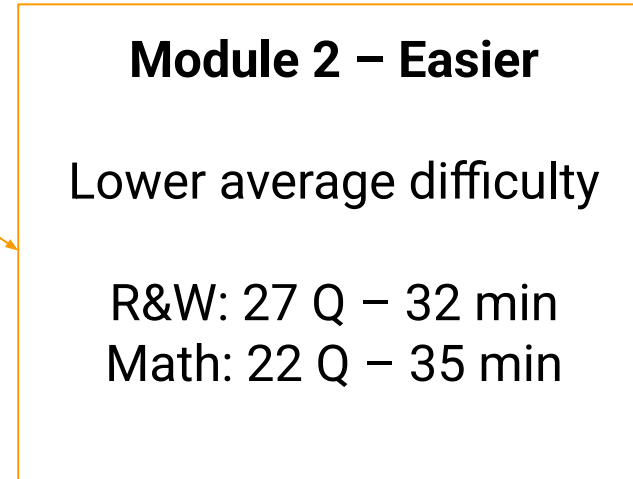 Module 2 – Easier
Lower average difficulty
R&W: 27 Q – 32 min
Math: 22 Q – 35 min